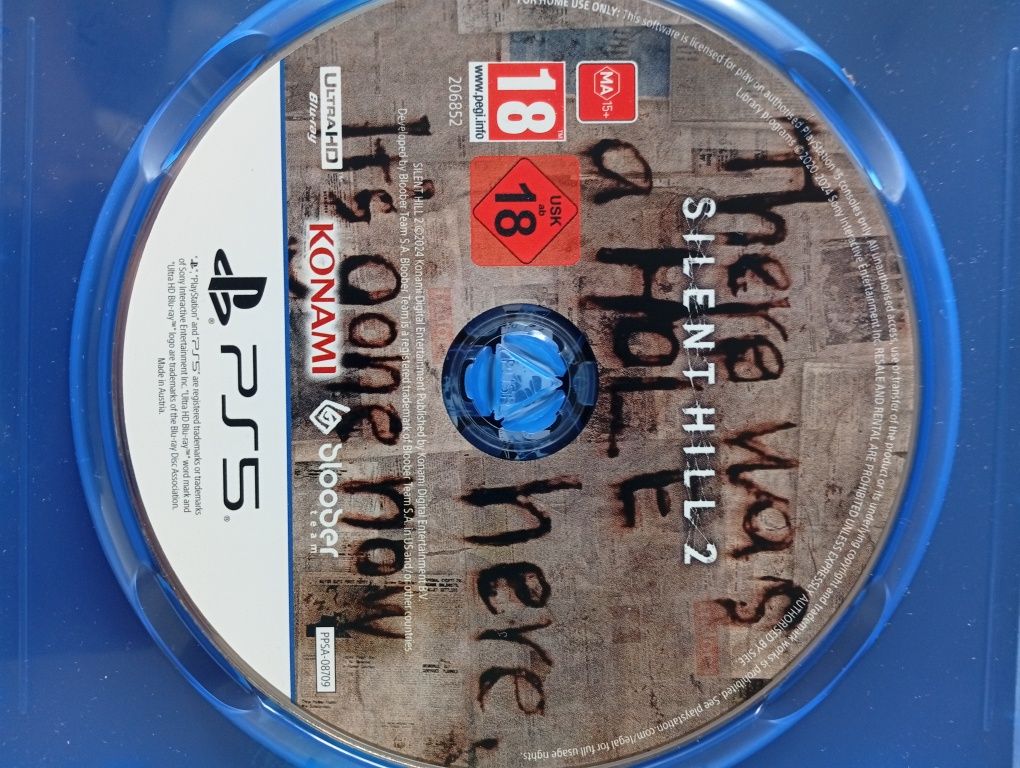 FOR HOME USE ONLY: This software is licensed for play on authorised PlayStation®5 consoles only. All unauthorised access, use or transfer of the product or its underlying copyright and trademark works is prohibited. See playstation.com/legal for full usage rights.
Library programs © 2020-2024 Sony Interactive Entertainment Inc. RESALE AND RENTAL ARE PROHIBITED UNLESS EXPRESSLY AUTHORISED BY SIEE.
There was
SILENT HILL 2
a HOLE
here
It's gone now
MA 15+
18
www.pegi.info
USK
ab
18
206852
SILENT HILL 2 ©2024 Konami Digital Entertainment Published by Konami Digital Entertainment B.V.
Developed by Bloober Team S.A. Bloober Team is a registered trademark of Bloober Team S.A. in US and/or other countries
ULTRA HD
Blu-ray
KONAMI
bloober
team
PPSA-08709
PS5®
"PlayStation" and "PS5" are registered trademarks or trademarks
of Sony Interactive Entertainment Inc. "Ultra HD Blu-ray™" word mark and
"Ultra HD Blu-ray™" logo are trademarks of the Blu-ray Disc Association.
Made in Austria.